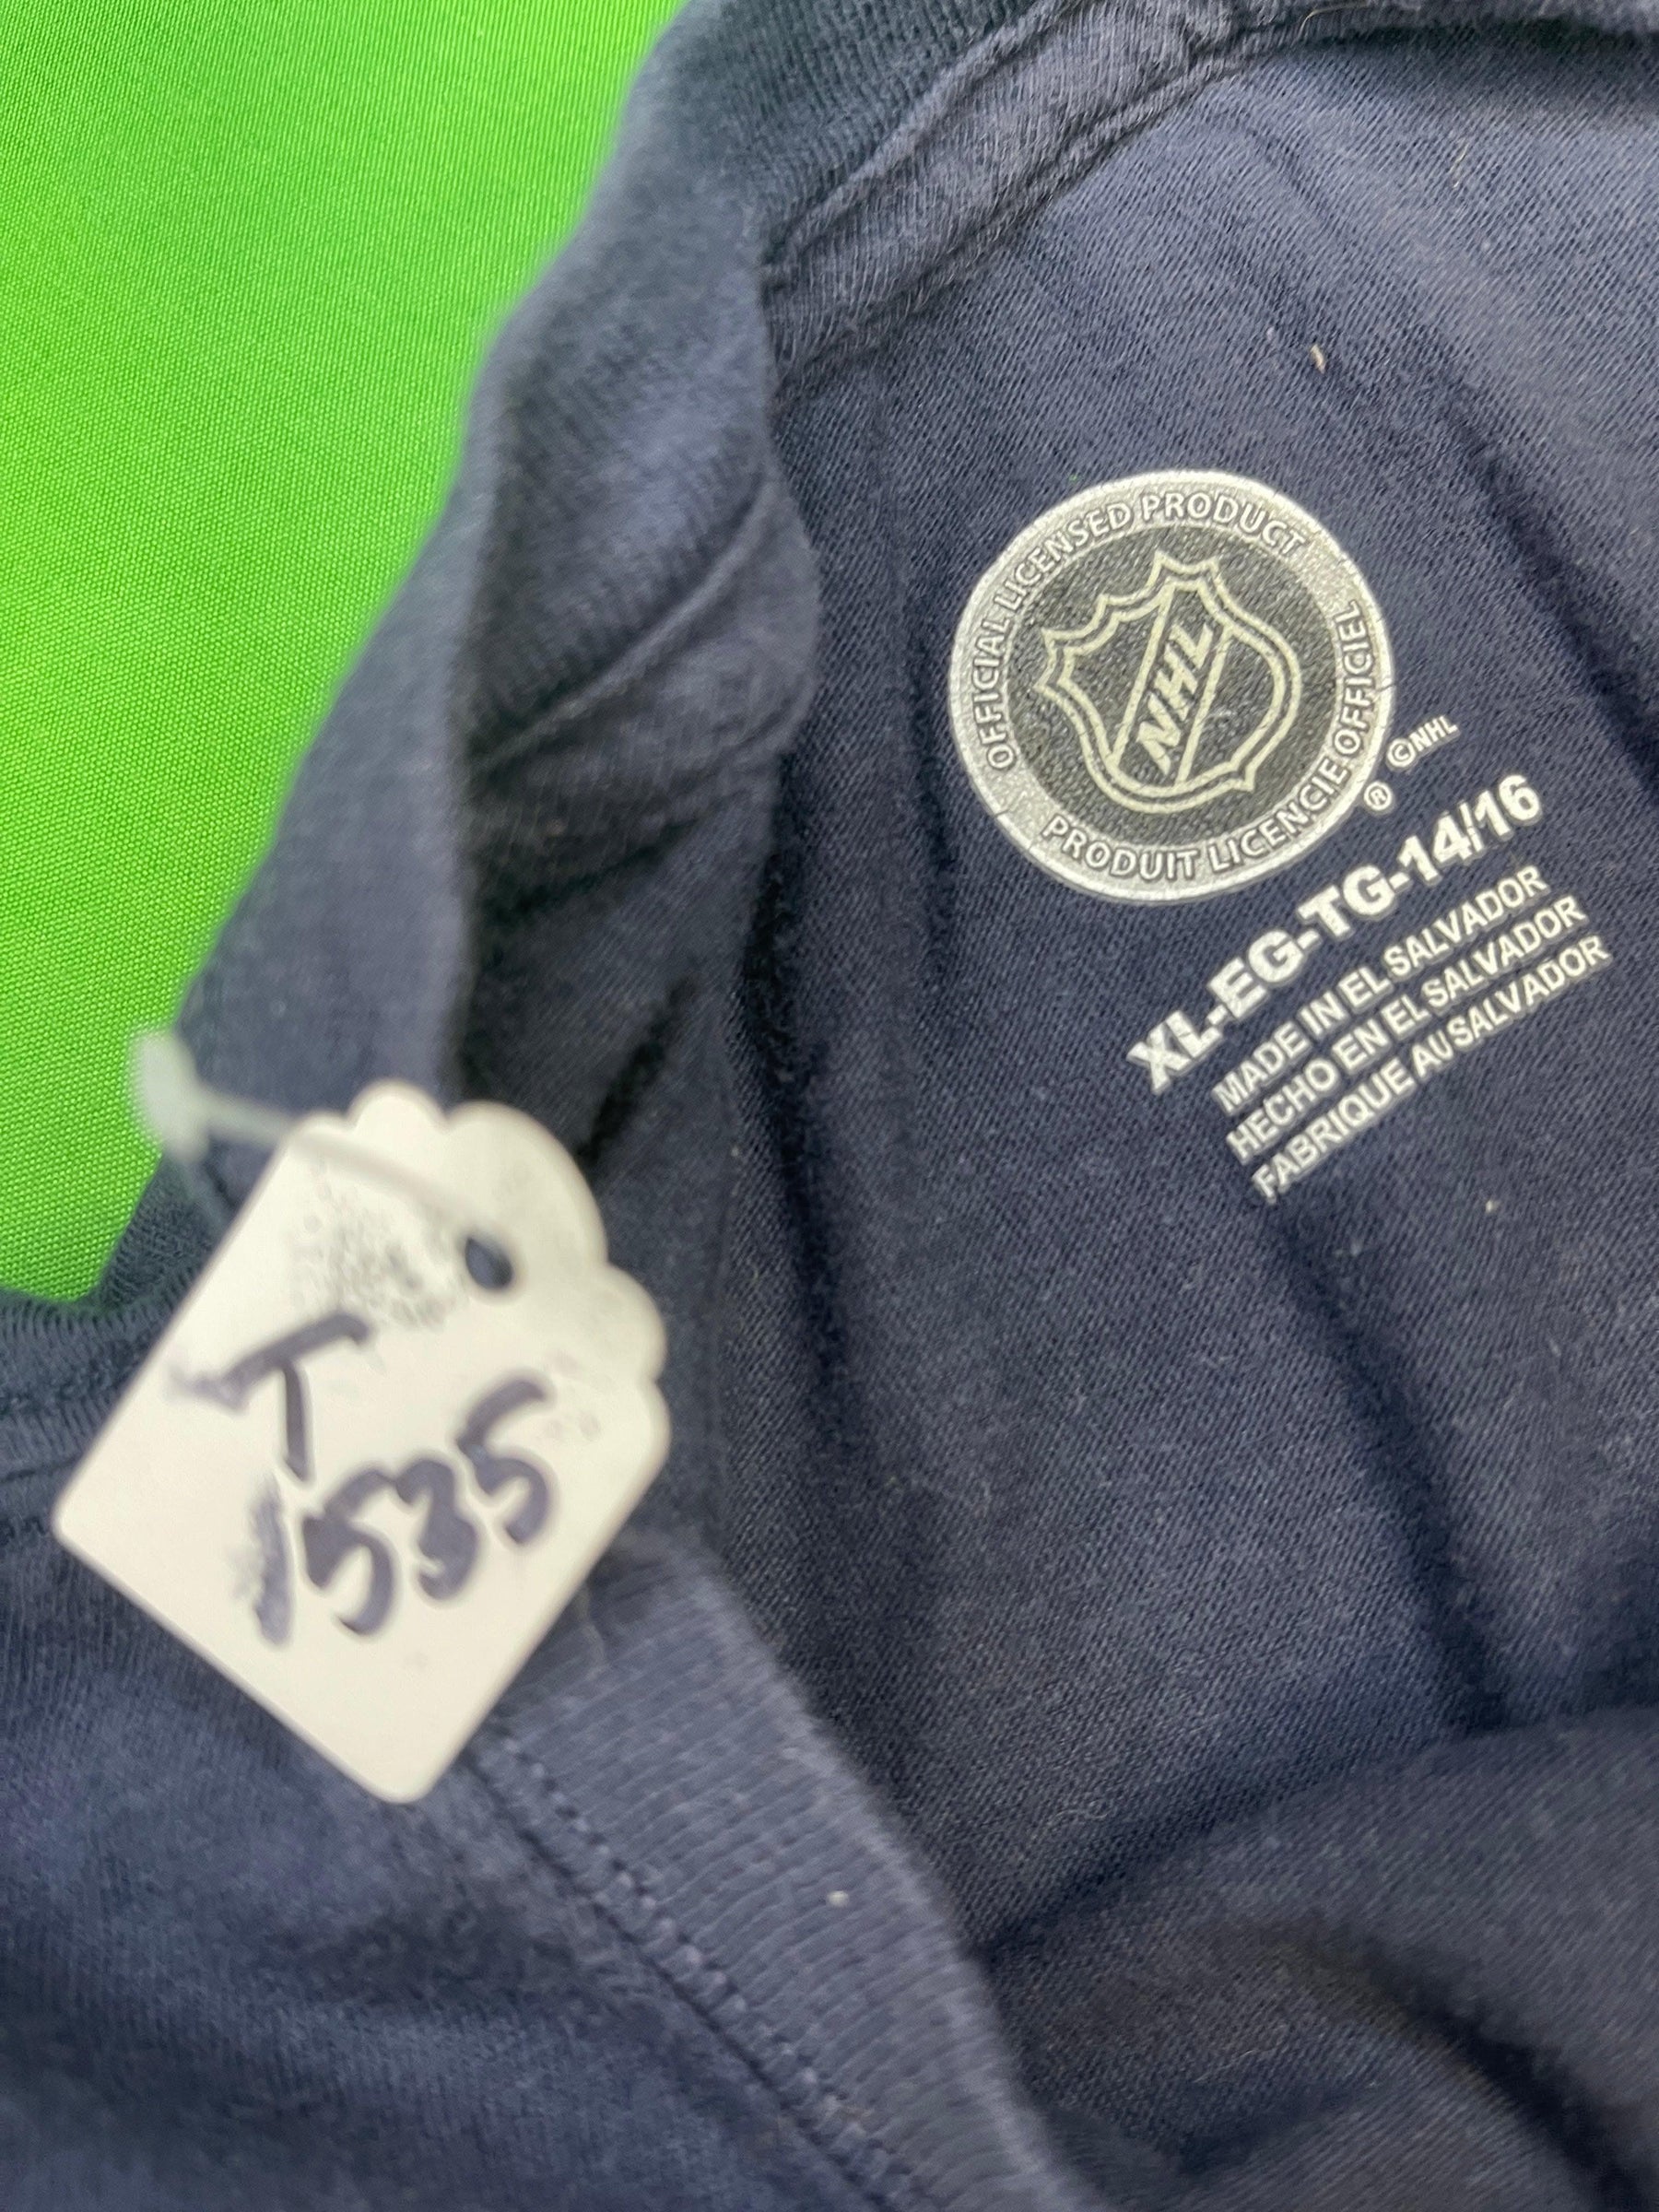 OFFICIAL LICENSED PRODUCT
NHL
PRODUIT LICENCIE OFFICIEL
® ©NHL
XL-EG-TG-14/16
MADE IN EL SALVADOR
HECHO EN EL SALVADOR
FABRIQUE AU SALVADOR
T
1535